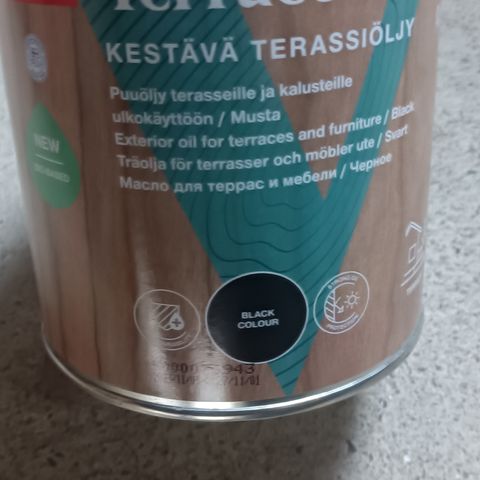 KESTÄVÄ TERASSIÖLJY
Puuöljy terasseille ja kalusteille
ulkokäyttöön / Musta
Exterior oil for terraces and furniture / Black
Träolja för terrasser och möbler ute / Svart
Масло для террас и мебели / Черное
NEW
BLACK
COLOUR